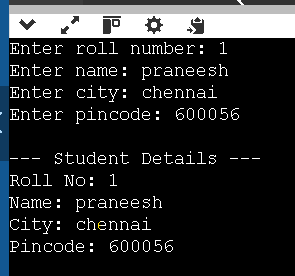 Enter roll number: 1
Enter name: praneesh
Enter city: chennai
Enter pincode: 600056

--- Student Details ---
Roll No: 1
Name: praneesh
City: chennai
Pincode: 600056